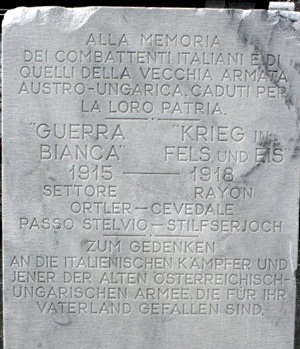 ALLA MEMORIA
DEI COMBATTENTI ITALIANI E DI
QUELLI DELLA VECCHIA ARMATA
AUSTRO-UNGARICA, CADUTI PER
LA LORO PATRIA.
"GUERRA "KRIEG IN
BIANCA" FELS UND EIS
1915 — 1918
SETTORE RAYON
ORTLER – CEVEDALE
PASSO STELVIO – STILFSERJOCH
ZUM GEDENKEN
AN DIE ITALIENISCHEN KÄMPFER UND
JENER DER ALTEN ÖSTERREICHISCH-
UNGARISCHEN ARMEE, DIE FÜR IHR
VATERLAND GEFALLEN SIND.